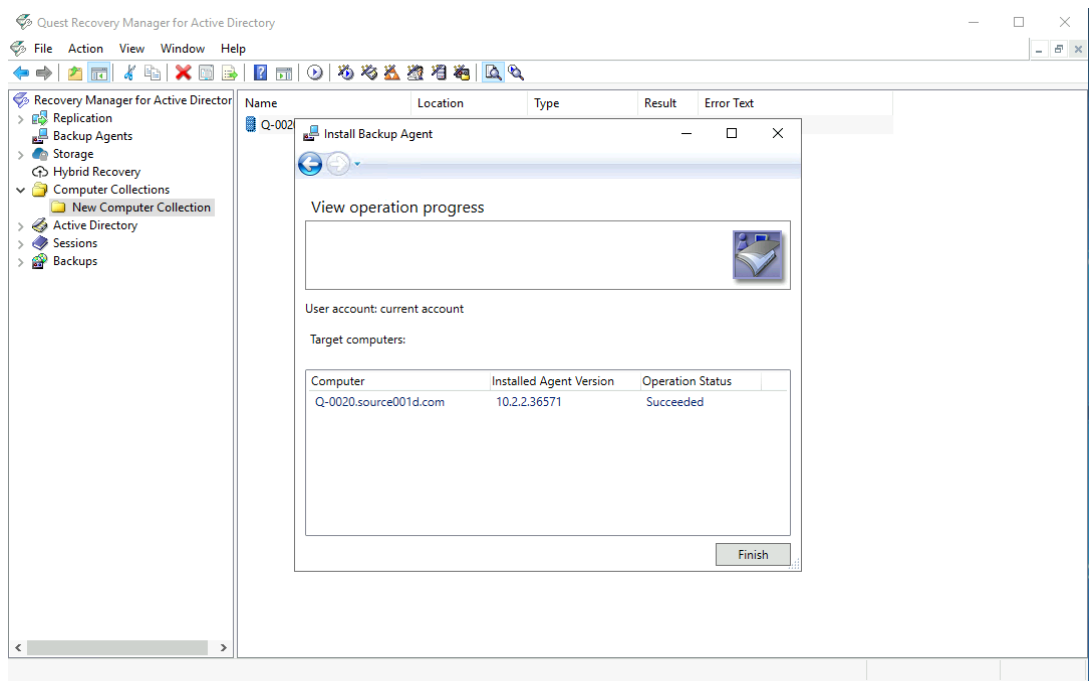 Quest Recovery Manager for Active Directory
File Action View Window Help
Recovery Manager for Active Director
Replication
Backup Agents
Storage
Hybrid Recovery
Computer Collections
New Computer Collection
Active Directory
Sessions
Backups
Name Location Type Result Error Text
Q-002
Install Backup Agent
View operation progress
User account: current account
Target computers:
Computer Installed Agent Version Operation Status
Q-0020.source001d.com 10.2.2.36571 Succeeded
Finish